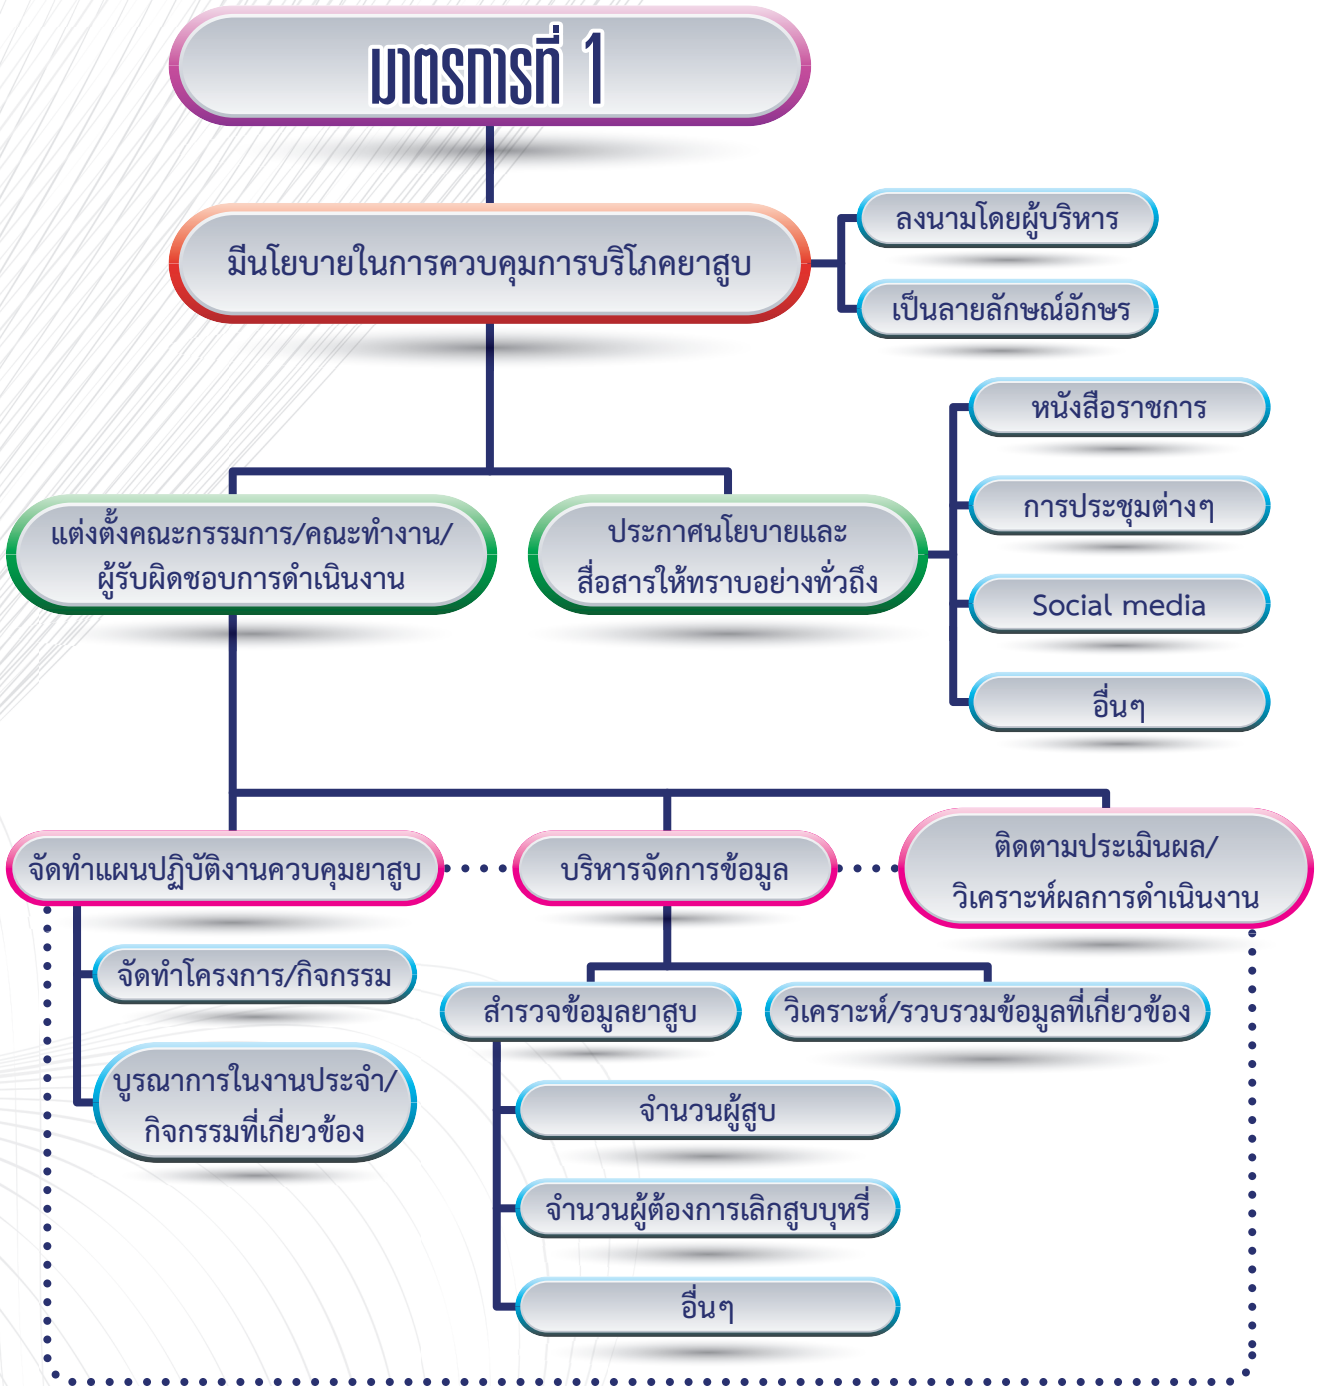 มาตรการที่ 1
มีนโยบายในการควบคุมการบริโภคยาสูบ
ลงนามโดยผู้บริหาร
เป็นลายลักษณ์อักษร
แต่งตั้งคณะกรรมการ/คณะทำงาน/
ผู้รับผิดชอบการดำเนินงาน
ประกาศนโยบายและ
สื่อสารให้ทราบอย่างทั่วถึง
หนังสือราชการ
การประชุมต่างๆ
Social media
อื่นๆ
จัดทำแผนปฏิบัติงานควบคุมยาสูบ
บริหารจัดการข้อมูล
ติดตามประเมินผล/
วิเคราะห์ผลการดำเนินงาน
จัดทำโครงการ/กิจกรรม
บูรณาการในงานประจำ/
กิจกรรมที่เกี่ยวข้อง
สำรวจข้อมูลยาสูบ
วิเคราะห์/รวบรวมข้อมูลที่เกี่ยวข้อง
จำนวนผู้สูบ
จำนวนผู้ต้องการเลิกสูบบุหรี่
อื่นๆ